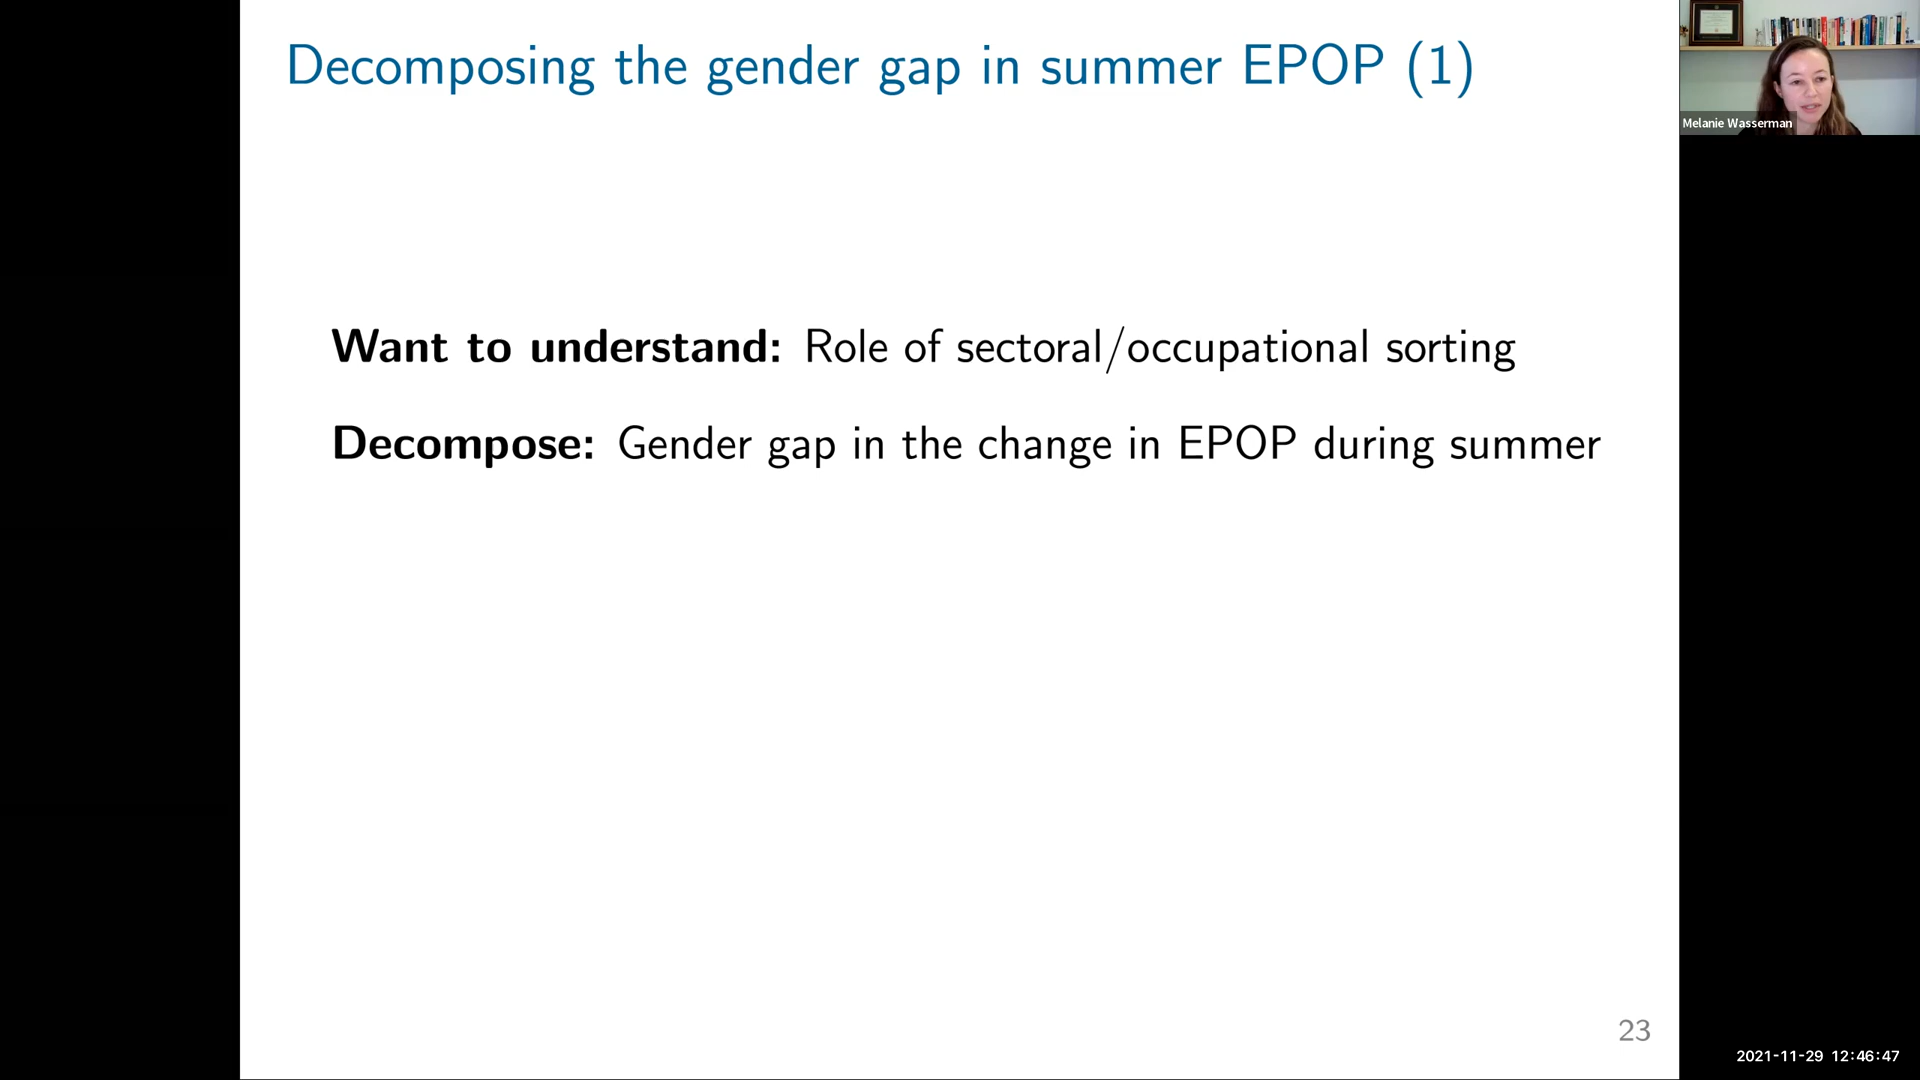 Decomposing the gender gap in summer EPOP (1)
Melanie Wasserman
Want to understand: Role of sectoral/occupational sorting
Decompose: Gender gap in the change in EPOP during summer
23
2021-11-29 12:46:47